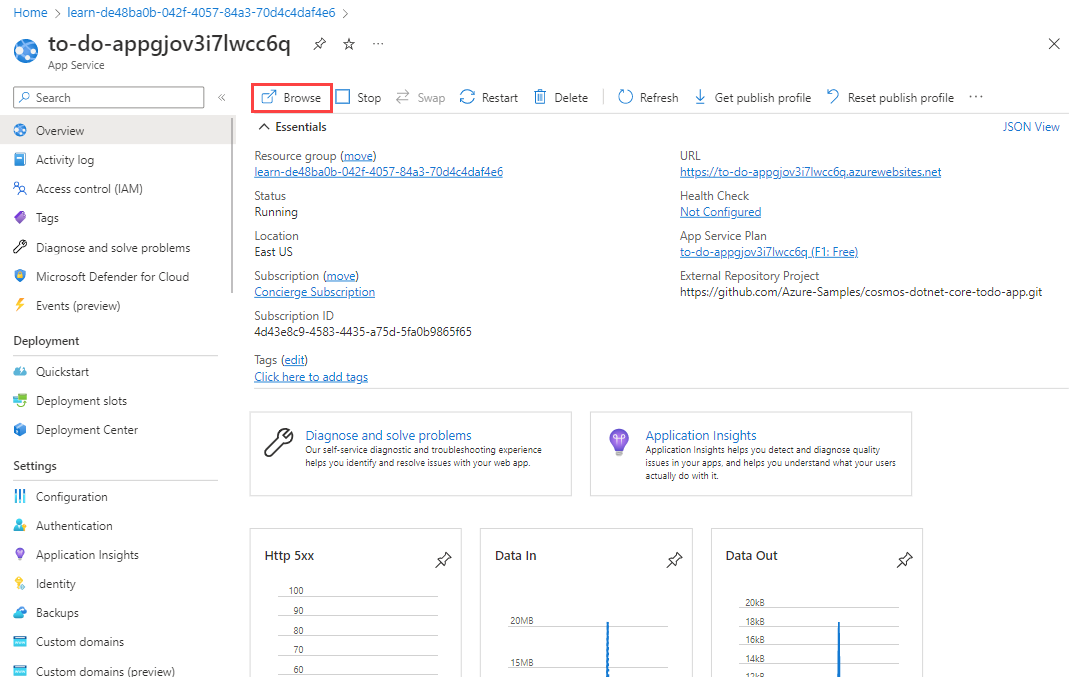 Home > learn-de48ba0b-042f-4057-84a3-70d4c4daf4e6 >
to-do-appgjov3i7lwcc6q
App Service
Search
Browse Stop Swap Restart Delete Refresh Get publish profile Reset publish profile
Overview
Activity log
Access control (IAM)
Tags
Diagnose and solve problems
Microsoft Defender for Cloud
Events (preview)
Deployment
Quickstart
Deployment slots
Deployment Center
Settings
Configuration
Authentication
Application Insights
Identity
Backups
Custom domains
Custom domains (preview)
Essentials
JSON View
Resource group (move)
learn-de48ba0b-042f-4057-84a3-70d4c4daf4e6
Status
Running
Location
East US
Subscription (move)
Concierge Subscription
Subscription ID
4d43e8c9-4583-4435-a75d-5fa0b9865f65
Tags (edit)
Click here to add tags
URL
https://to-do-appgjov3i7lwcc6q.azurewebsites.net
Health Check
Not Configured
App Service Plan
to-do-appgjov3i7lwcc6q (F1: Free)
External Repository Project
https://github.com/Azure-Samples/cosmos-dotnet-core-todo-app.git
Diagnose and solve problems
Our self-service diagnostic and troubleshooting experience
helps you identify and resolve issues with your web app.
Application Insights
Application Insights helps you detect and diagnose quality
issues in your apps, and helps you understand what your users
actually do with it.
Http 5xx
100
90
80
70
60
Data In
20MB
15MB
Data Out
20kB
18kB
16kB
14kB
12kB